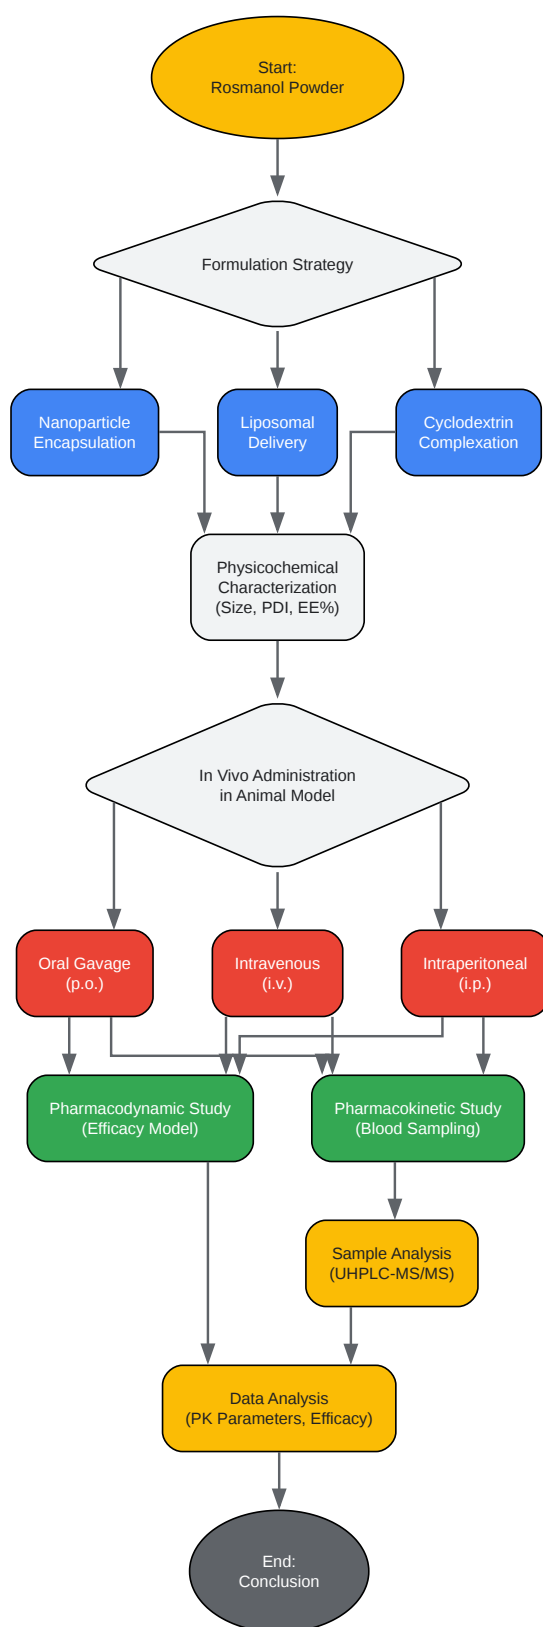 Start:
Rosmanol Powder
Formulation Strategy
Nanoparticle
Encapsulation
Liposomal
Delivery
Cyclodextrin
Complexation
Physicochemical
Characterization
(Size, PDI, EE%)
In Vivo Administration
in Animal Model
Oral Gavage
(p.o.)
Intravenous
(i.v.)
Intraperitoneal
(i.p.)
Pharmacodynamic Study
(Efficacy Model)
Pharmacokinetic Study
(Blood Sampling)
Sample Analysis
(UHPLC-MS/MS)
Data Analysis
(PK Parameters, Efficacy)
End:
Conclusion